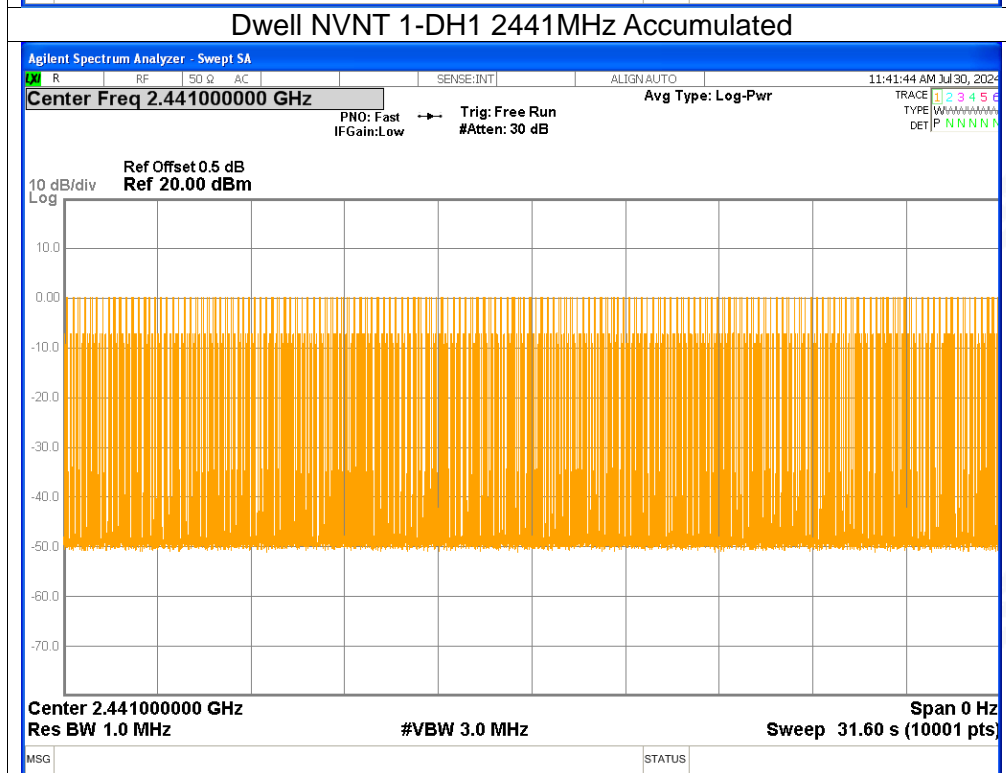 Dwell NVNT 1-DH1 2441MHz Accumulated
Agilent Spectrum Analyzer - Swept SA
LXI R RF 50 Ω AC SENSE:INT ALIGN AUTO 11:41:44 AM Jul 30, 2024
Center Freq 2.441000000 GHz Avg Type: Log-Pwr TRACE 1 2 3 4 5 6
PNO: Fast Trig: Free Run TYPE WWWWWW
IFGain:Low #Atten: 30 dB DET P N N N N N
Ref Offset 0.5 dB
10 dB/div Ref 20.00 dBm
Log
10.0
0.00
-10.0
-20.0
-30.0
-40.0
-50.0
-60.0
-70.0
Center 2.441000000 GHz Span 0 Hz
Res BW 1.0 MHz #VBW 3.0 MHz Sweep 31.60 s (10001 pts)
MSG STATUS